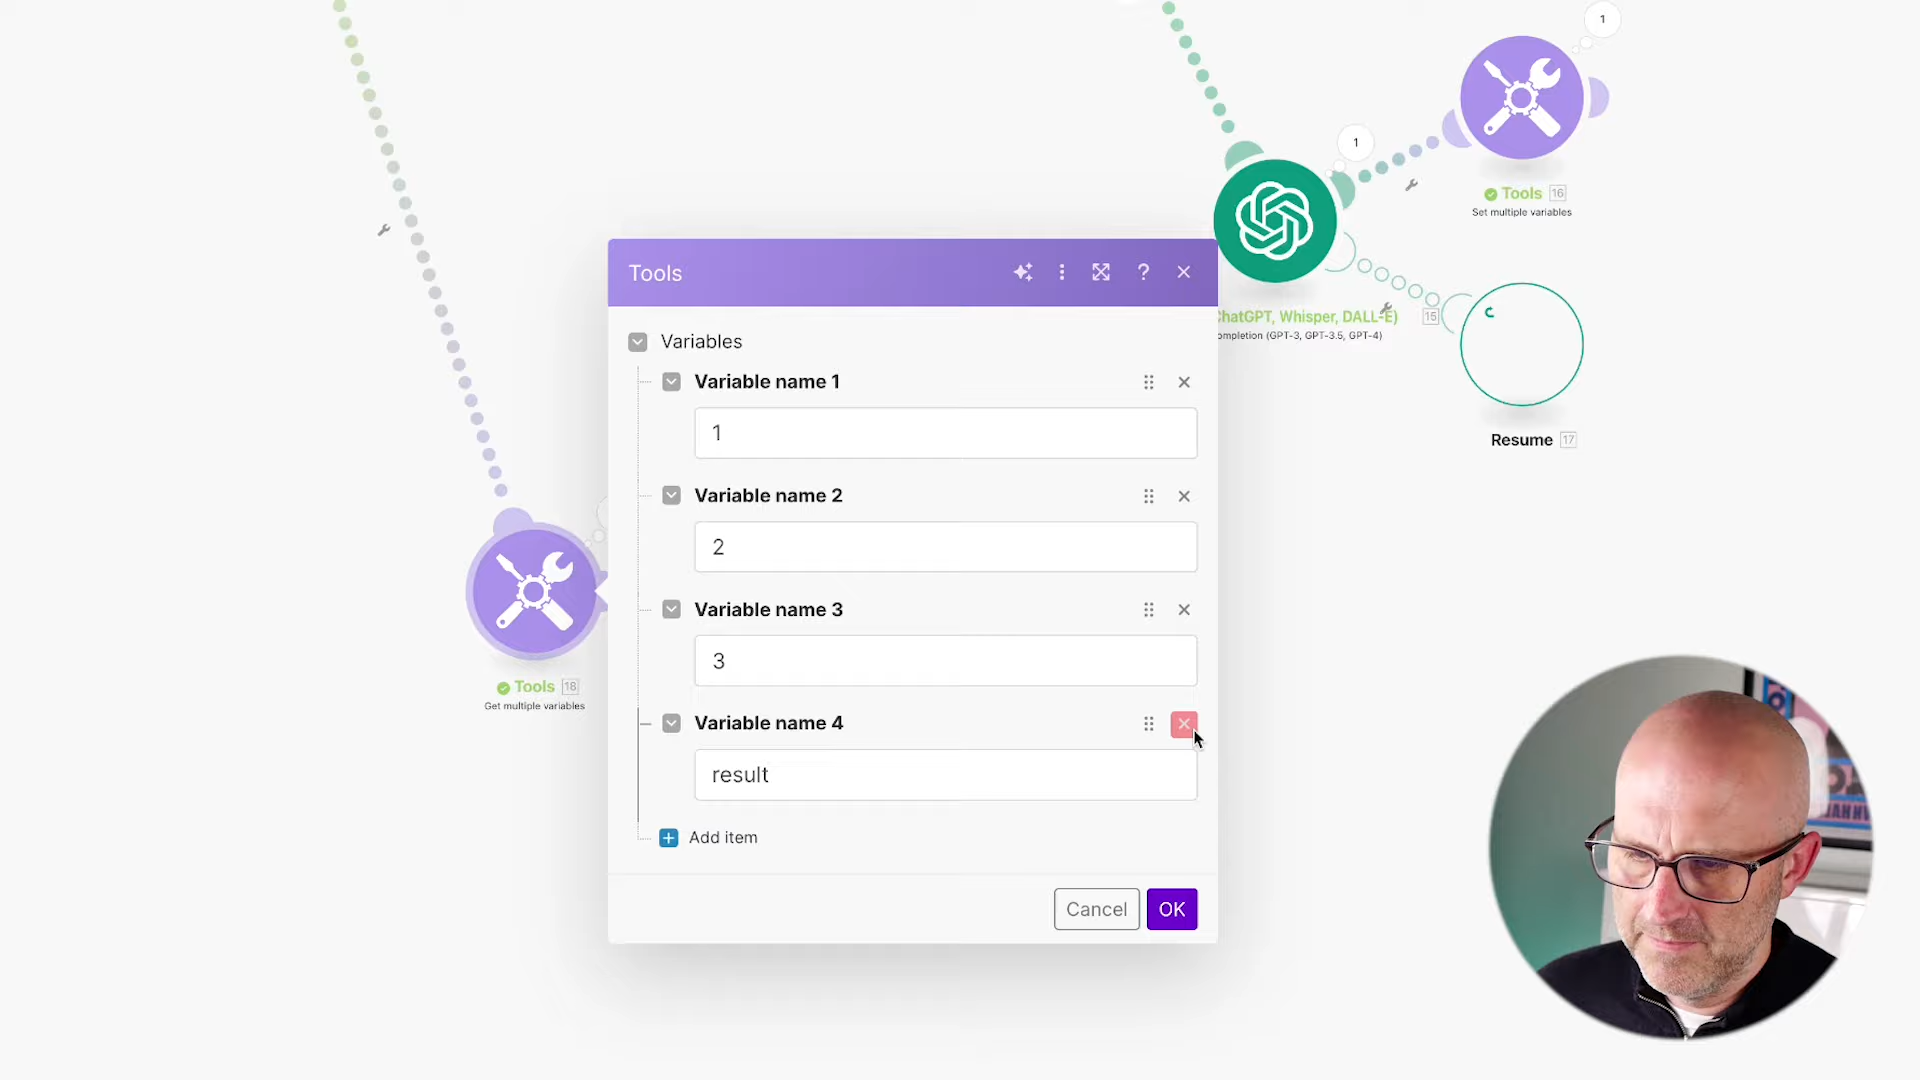 1
Tools 16
Set multiple variables
1
ChatGPT, Whisper, DALL-E) 15
ompletion (GPT-3, GPT-3.5, GPT-4)
Resume 17
Tools
?
Variables
Variable name 1
1
Variable name 2
2
Variable name 3
3
Variable name 4
result
Add item
Cancel
OK
Tools 18
Get multiple variables